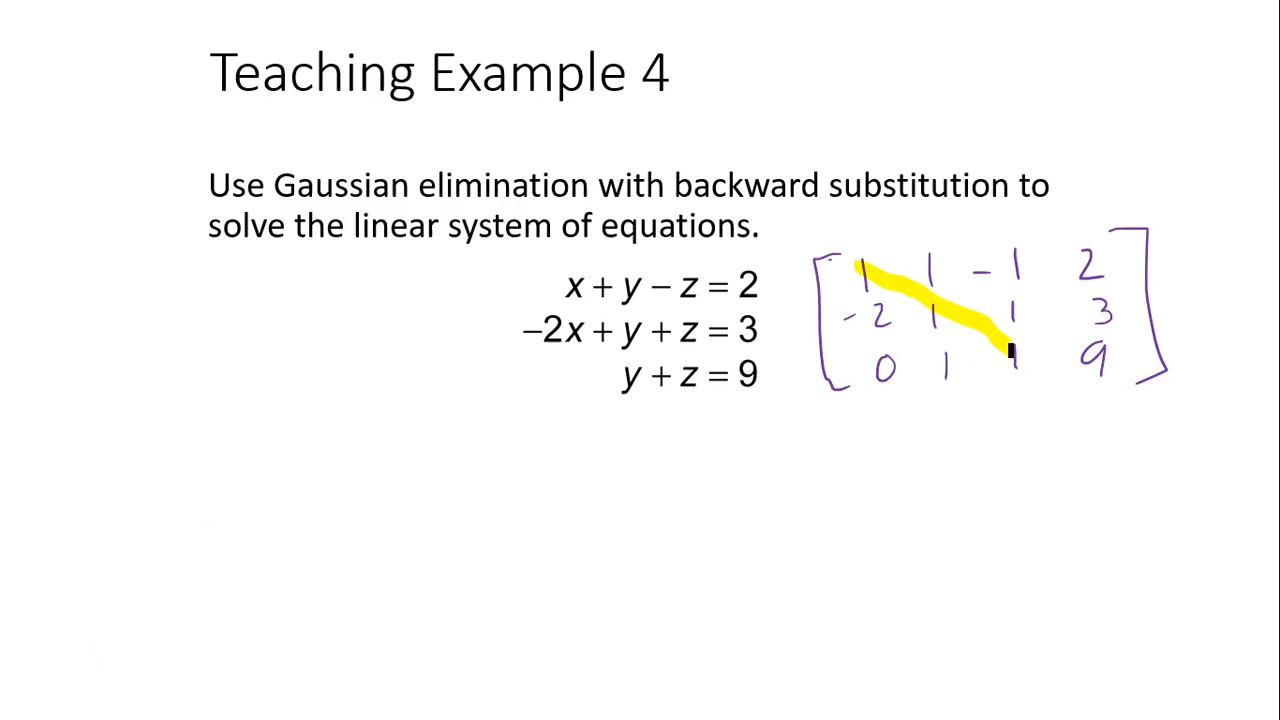 Teaching Example 4
Use Gaussian elimination with backward substitution to
solve the linear system of equations.
x + y − z = 2
−2x + y + z = 3
y + z = 9
1 1 -1 2
-2 1 1 3
0 1 1 9